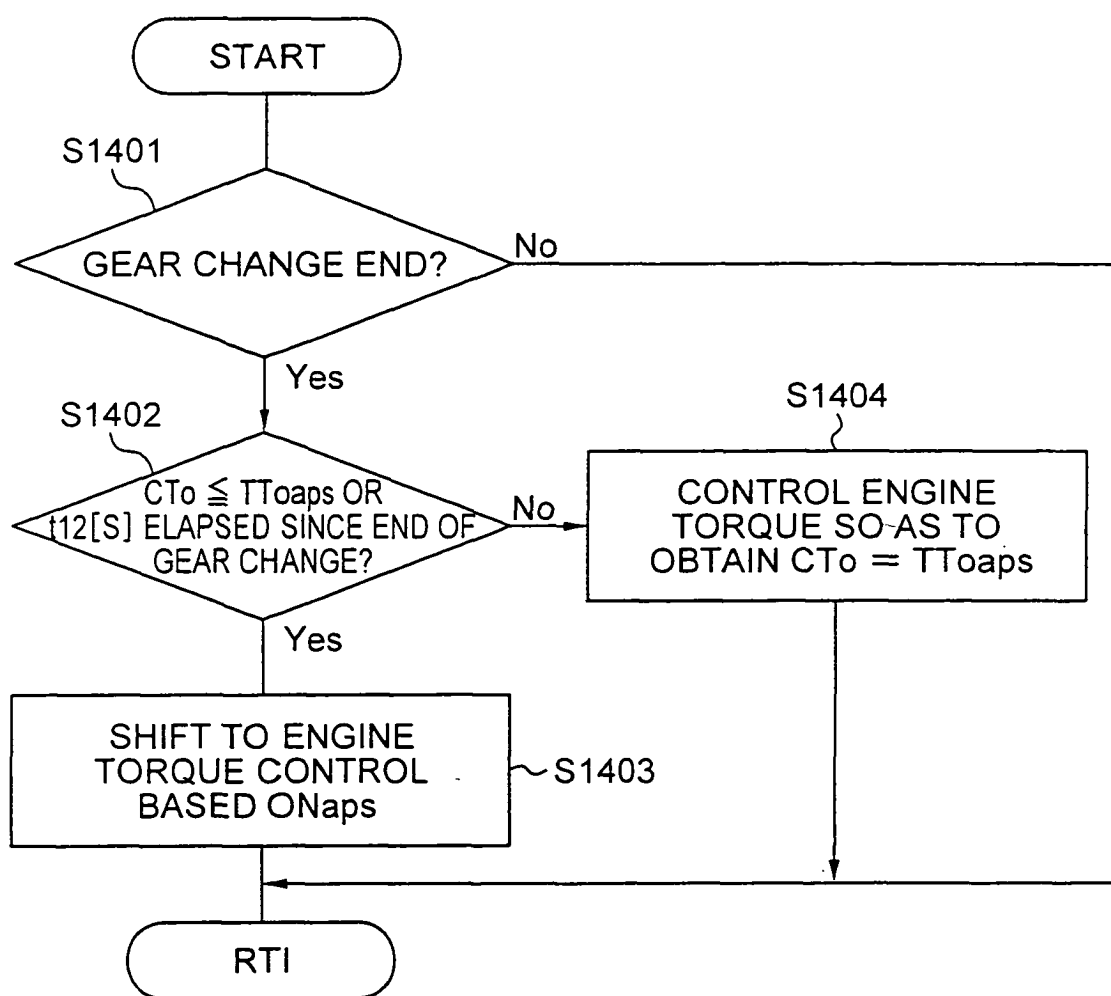 START
S1401
GEAR CHANGE END?
No
Yes
S1402
CTo ≦ TToaps OR
t12[S] ELAPSED SINCE END OF
GEAR CHANGE?
No
S1404
CONTROL ENGINE
TORQUE SO AS TO
OBTAIN CTo = TToaps
Yes
SHIFT TO ENGINE
TORQUE CONTROL
BASED ONaps
S1403
RTI